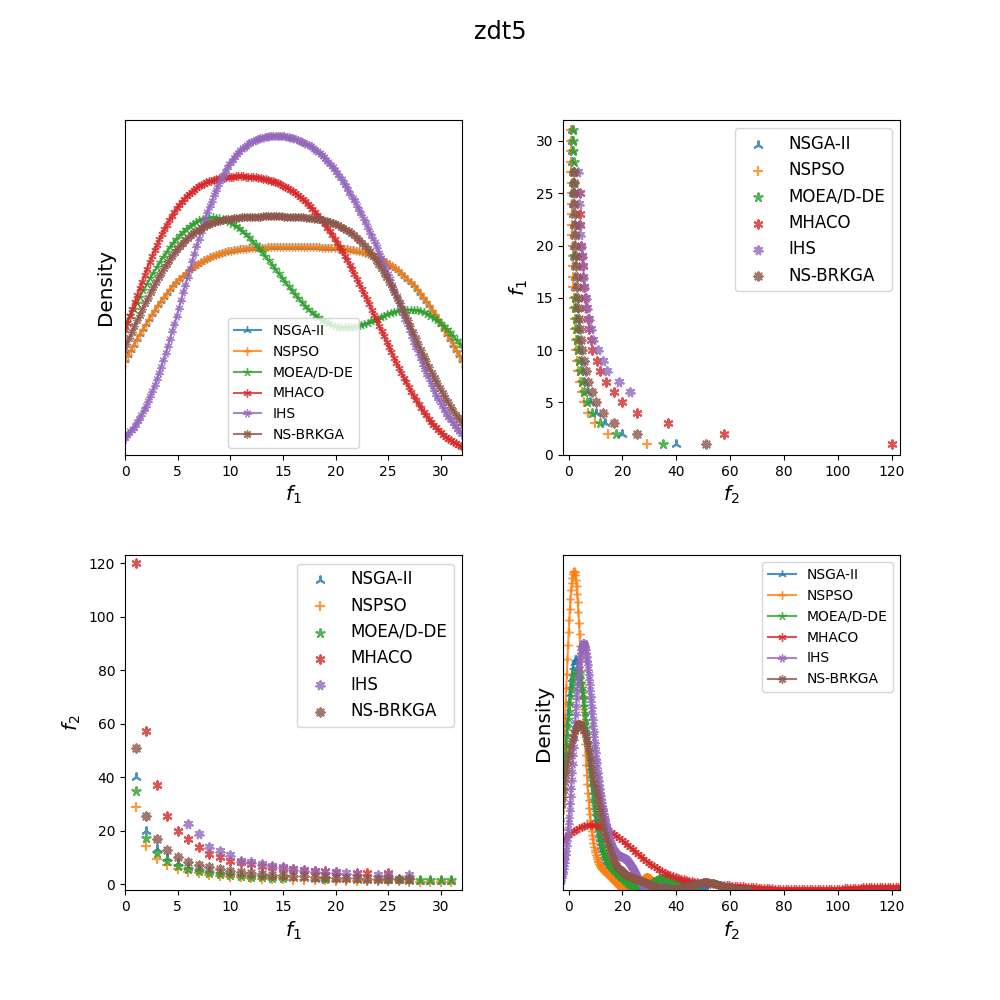 zdt5
Density
NSGA-II
NSPSO
MOEA/D-DE
MHACO
IHS
NS-BRKGA
0 5 10 15 20 25 30
f1
f1
30
25
20
15
10
5
0
NSGA-II
NSPSO
MOEA/D-DE
MHACO
IHS
NS-BRKGA
0 20 40 60 80 100 120
f2
f2
120
100
80
60
40
20
0
NSGA-II
NSPSO
MOEA/D-DE
MHACO
IHS
NS-BRKGA
0 5 10 15 20 25 30
f1
Density
NSGA-II
NSPSO
MOEA/D-DE
MHACO
IHS
NS-BRKGA
0 20 40 60 80 100 120
f2